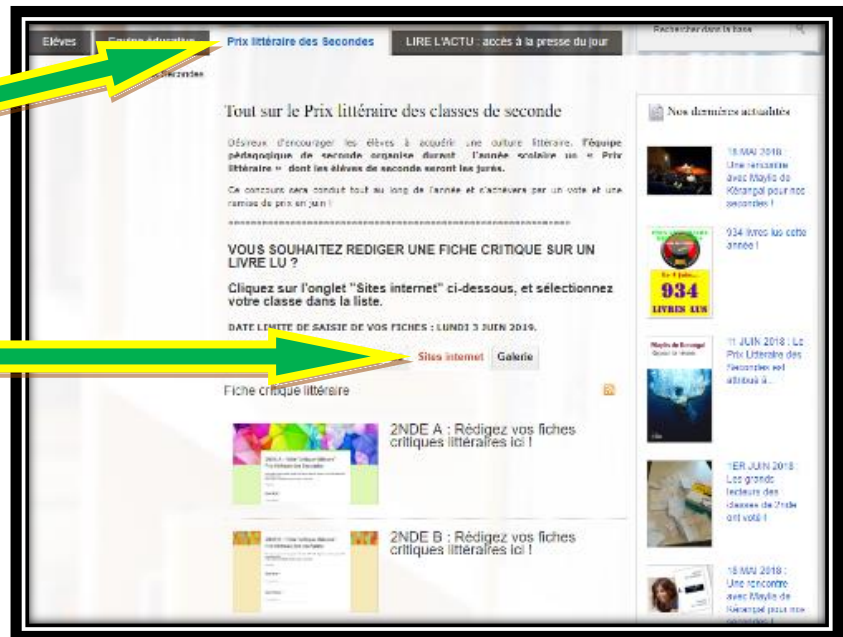 Elèves
Equipe éducative
Prix littéraire des Secondes
LIRE L'ACTU : accès à la presse du jour
Rechercher dans la base
Secondes
Tout sur le Prix littéraire des classes de seconde
Désireux d'encourager les élèves à acquérir une culture littéraire, l'équipe
pédagogique de seconde organise durant l'année scolaire un « Prix
littéraire » dont les élèves de seconde seront les jurés.
Ce concours sera conduit tout au long de l'année et s'achèvera par un vote et une
remise de prix en juin !
VOUS SOUHAITEZ REDIGER UNE FICHE CRITIQUE SUR UN
LIVRE LU ?
Cliquez sur l'onglet "Sites internet" ci-dessous, et sélectionnez
votre classe dans la liste.
DATE LIMITE DE SAISIE DE VOS FICHES : LUNDI 3 JUIN 2019.
Sites internet
Galerie
Fiche critique littéraire
2NDE A : Rédigez vos fiches
critiques littéraires ici !
2NDE B : Rédigez vos fiches
critiques littéraires ici !
Nos dernières actualités
18 MAI 2018 :
Une rencontre
avec Maylis de
Kérangal pour nos
secondes !
934 livres lus cette
année !
934
LIVRES LUS
11 JUIN 2018 : Le
Prix Litteraire des
Secondes est
attribué à...
Maylis de Kerangal
1ER JUIN 2018 :
Les grands
lecteurs des
classes de 2nde
ont voté !
18 MAI 2018 :
Une rencontre
avec Maylis de
Kérangal pour nos
secondes !